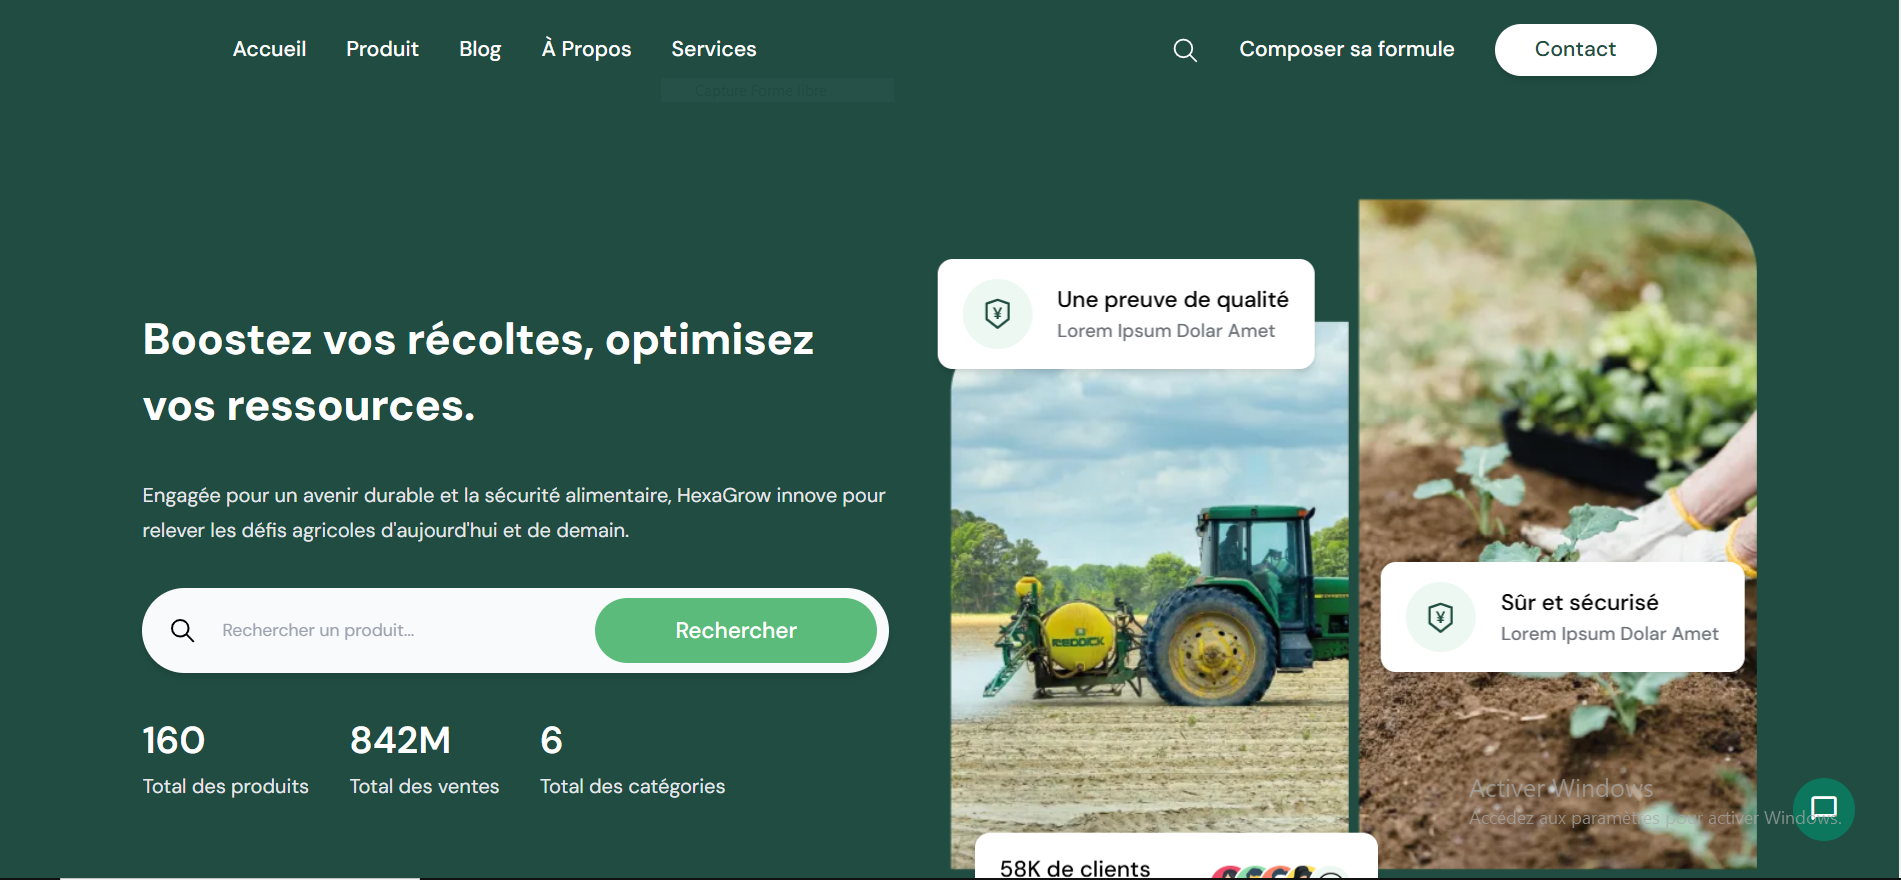 Accueil Produit Blog À Propos Services Composer sa formule Contact
Capture Forme libre
Boostez vos récoltes, optimisez
vos ressources.
Engagée pour un avenir durable et la sécurité alimentaire, HexaGrow innove pour
relever les défis agricoles d'aujourd'hui et de demain.
Rechercher un produit... Rechercher
160 842M 6
Total des produits Total des ventes Total des catégories
Une preuve de qualité
Lorem Ipsum Dolar Amet
REDDICK
Sûr et sécurisé
Lorem Ipsum Dolar Amet
58K de clients
Activer Windows
Accédez aux paramètres pour activer Windows.